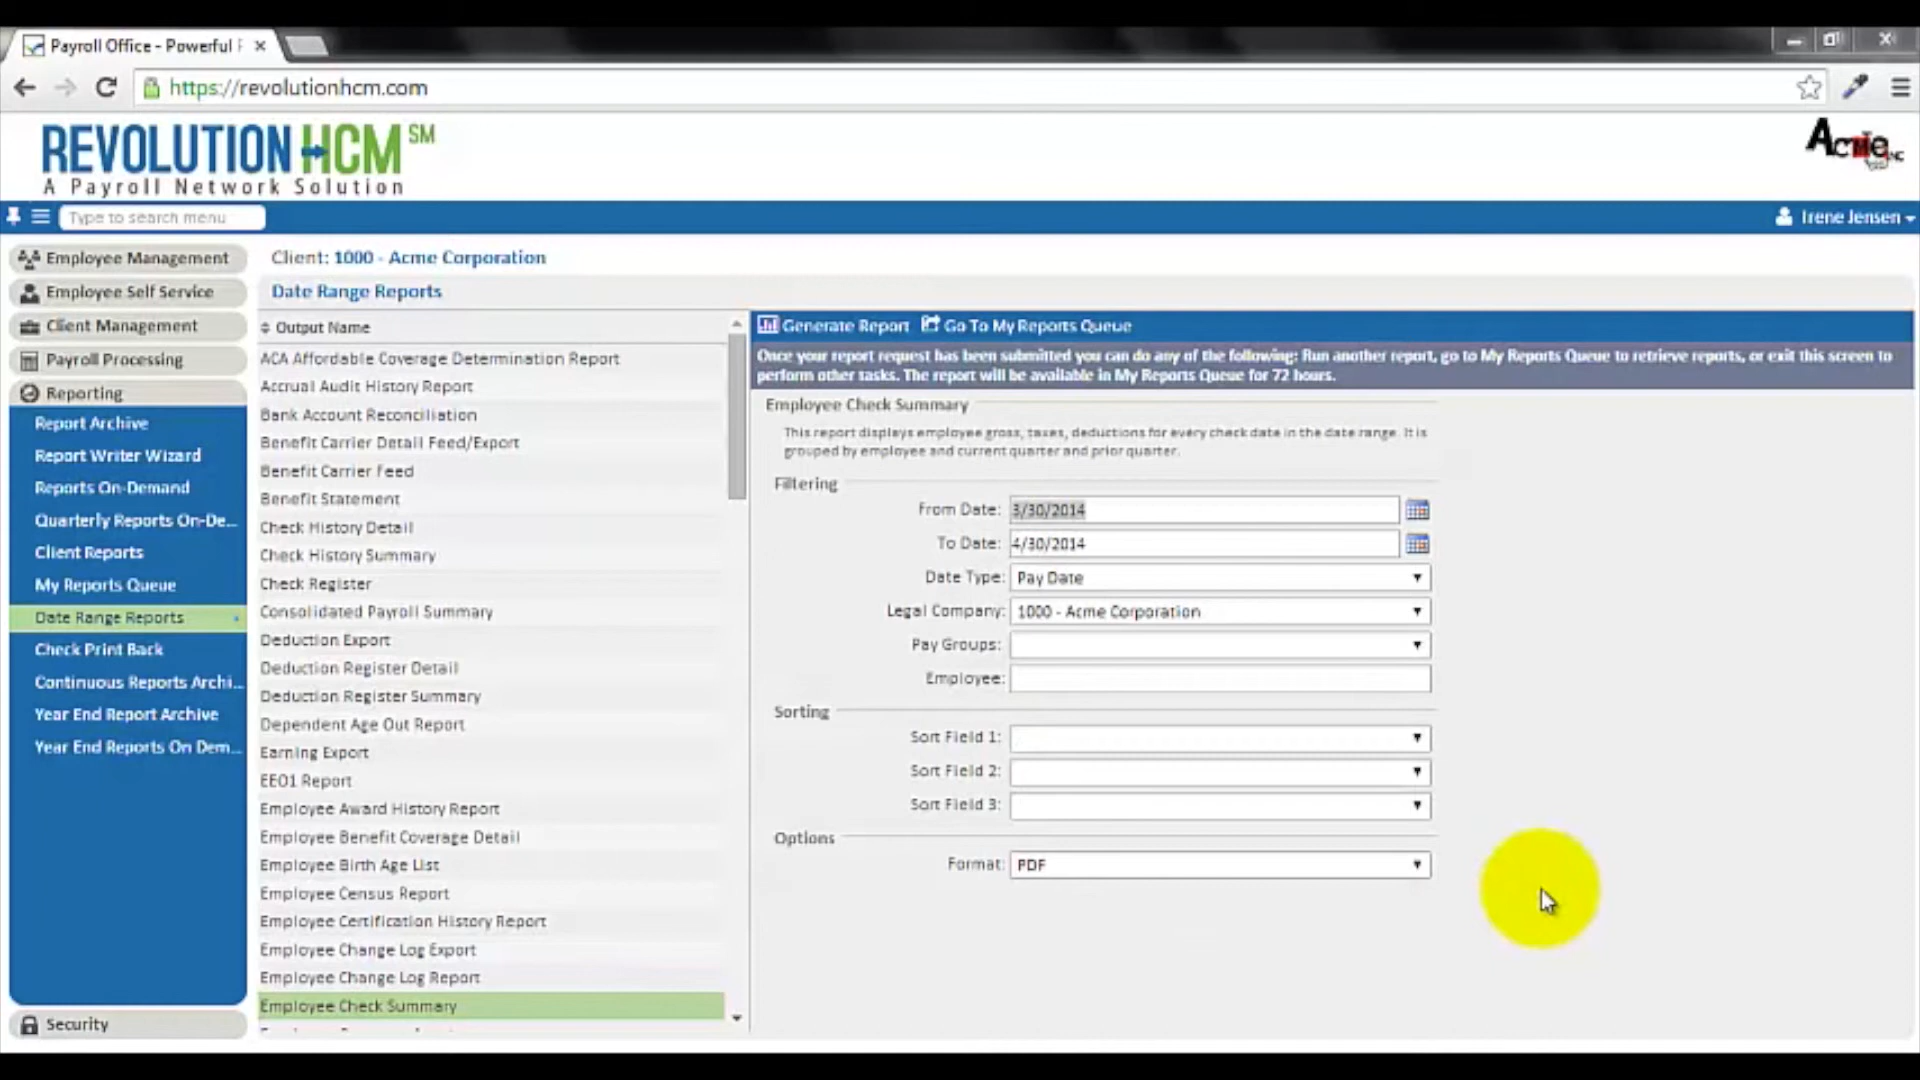 Payroll Office - Powerful
https://revolutionhcm.com
REVOLUTION HCM SM
A Payroll Network Solution
Acme INC
Type to search menu
Irene Jensen
Employee Management
Employee Self Service
Client Management
Payroll Processing
Reporting
Report Archive
Report Writer Wizard
Reports On-Demand
Quarterly Reports On-De...
Client Reports
My Reports Queue
Date Range Reports
Check Print Back
Continuous Reports Archi...
Year End Report Archive
Year End Reports On Dem...
Security
Client: 1000 - Acme Corporation
Date Range Reports
Output Name
ACA Affordable Coverage Determination Report
Accrual Audit History Report
Bank Account Reconciliation
Benefit Carrier Detail Feed/Export
Benefit Carrier Feed
Benefit Statement
Check History Detail
Check History Summary
Check Register
Consolidated Payroll Summary
Deduction Export
Deduction Register Detail
Deduction Register Summary
Dependent Age Out Report
Earning Export
EEO1 Report
Employee Award History Report
Employee Benefit Coverage Detail
Employee Birth Age List
Employee Census Report
Employee Certification History Report
Employee Change Log Export
Employee Change Log Report
Employee Check Summary
Generate Report Go To My Reports Queue
Once your report request has been submitted you can do any of the following: Run another report, go to My Reports Queue to retrieve reports, or exit this screen to
perform other tasks. The report will be available in My Reports Queue for 72 hours.
Employee Check Summary
This report displays employee gross, taxes, deductions for every check date in the date range. It is
grouped by employee and current quarter and prior quarter.
Filtering
From Date: 3/30/2014
To Date: 4/30/2014
Date Type: Pay Date
Legal Company: 1000 - Acme Corporation
Pay Groups:
Employee:
Sorting
Sort Field 1:
Sort Field 2:
Sort Field 3:
Options
Format: PDF